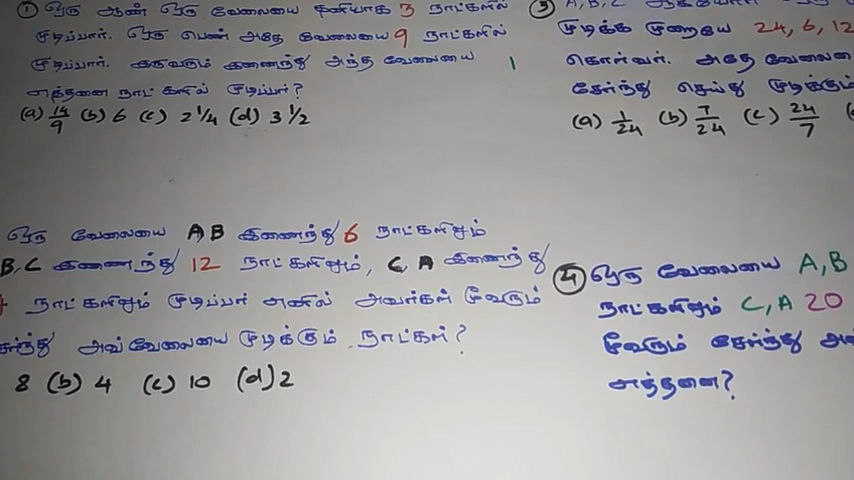 ① ஒரு ஆண் ஒரு வேலையை தனியாக 3 நாட்களில்
முடிப்பார். ஒரு பெண் அதே வேலையை 9 நாட்களில்
முடிப்பார். இருவரும் இணைந்து அந்த வேலையை 1
எத்தனை நாட்களில் முடிப்பர்?
(a) 14/9 (b) 6 (c) 2 1/4 (d) 3 1/2
ஒரு வேலையை A,B இணைந்து 6 நாட்களிலும்
B,C இணைந்து 12 நாட்களிலும், C, A இணைந்து
நாட்களிலும் முடிப்பர் எனில் அவர்கள் மூவரும்
சேர்ந்து அவ்வேலையை முடிக்கும் நாட்கள்?
8 (b) 4 (c) 10 (d) 2
③ A,B,C
முடிக்க முறையே 24, 6, 12
கொள்வர். அதே வேலையை
சேர்ந்து செய்து முடிக்கும்
(a) 1/24 (b) 7/24 (c) 24/7
④ ஒரு வேலையை A,B
நாட்களிலும் C,A 20
மூவரும் சேர்ந்து
எத்தனை?